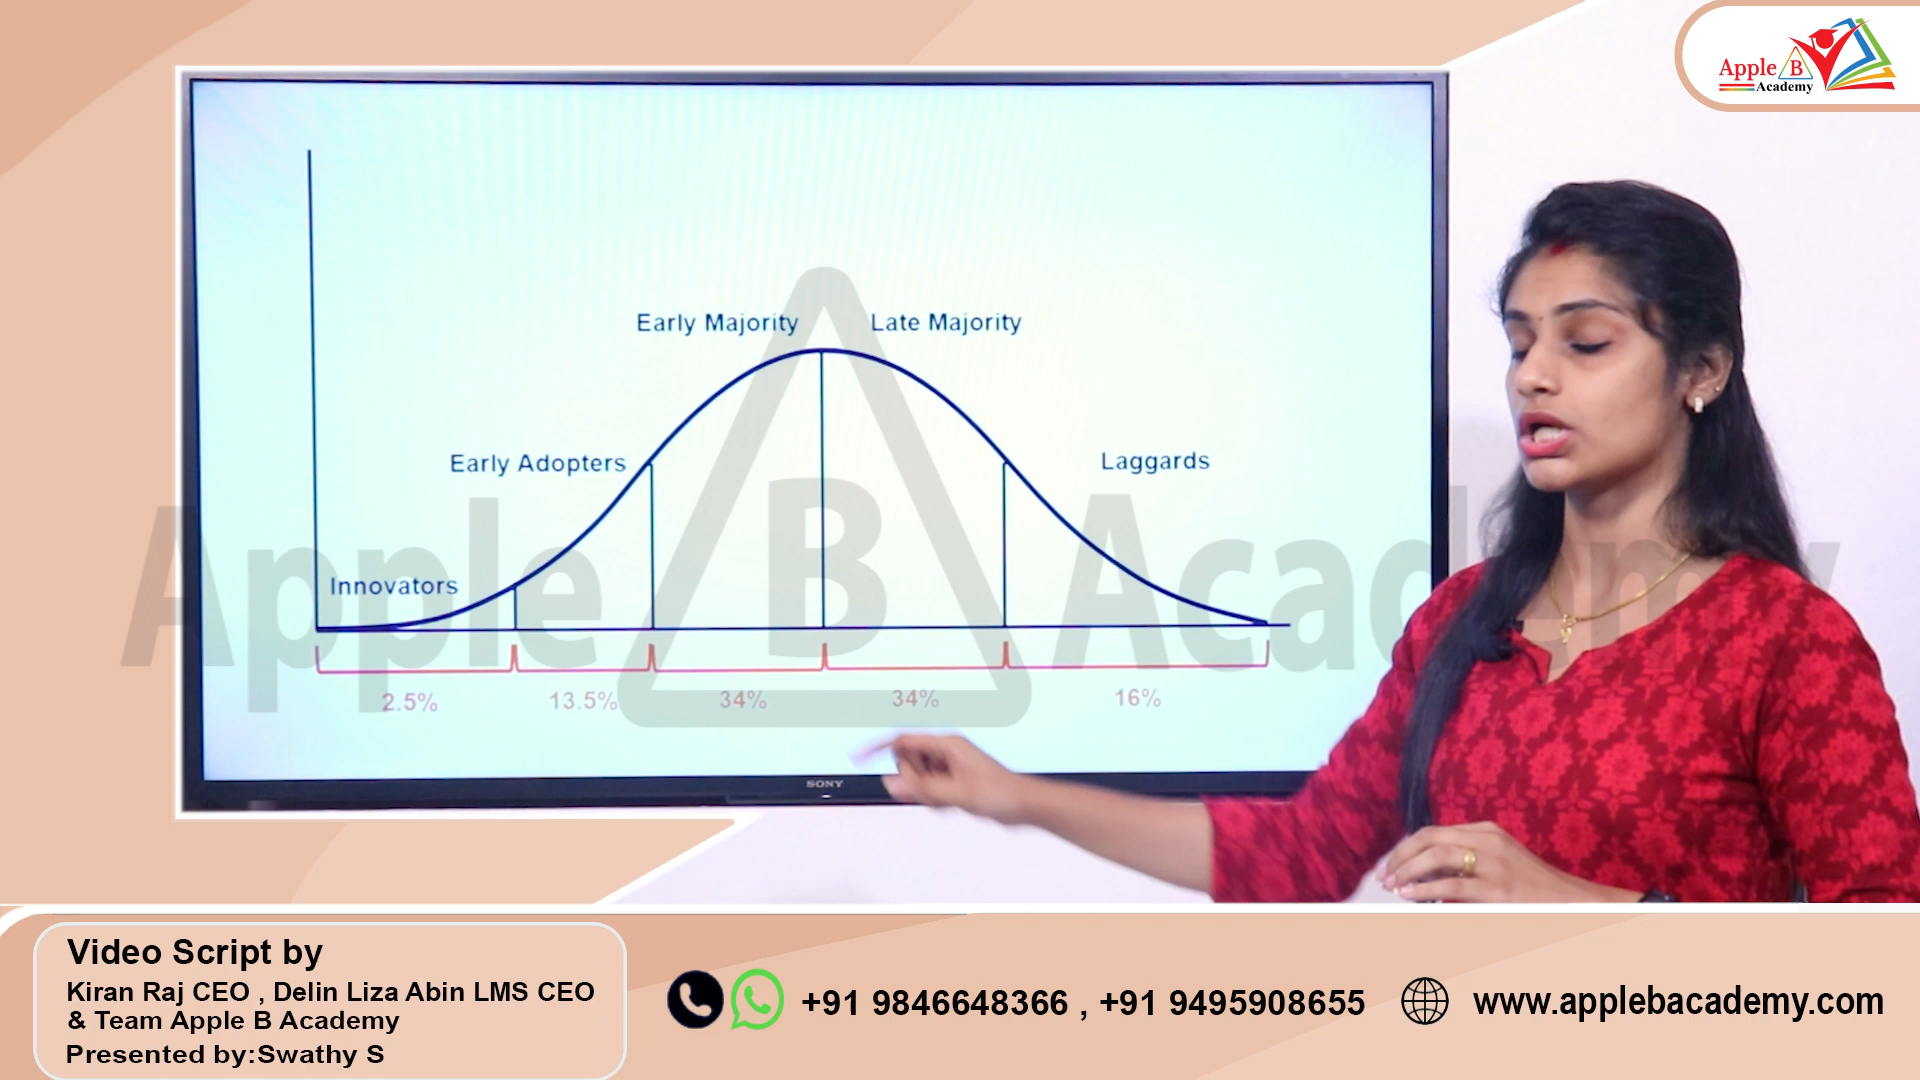 Apple B
Academy
Early Majority
Late Majority
Early Adopters
Laggards
Innovators
Apple B Academy
2.5%
13.5%
34%
34%
16%
SONY
Video Script by
Kiran Raj CEO , Delin Liza Abin LMS CEO
& Team Apple B Academy
Presented by:Swathy S
+91 9846648366 , +91 9495908655
www.applebacademy.com